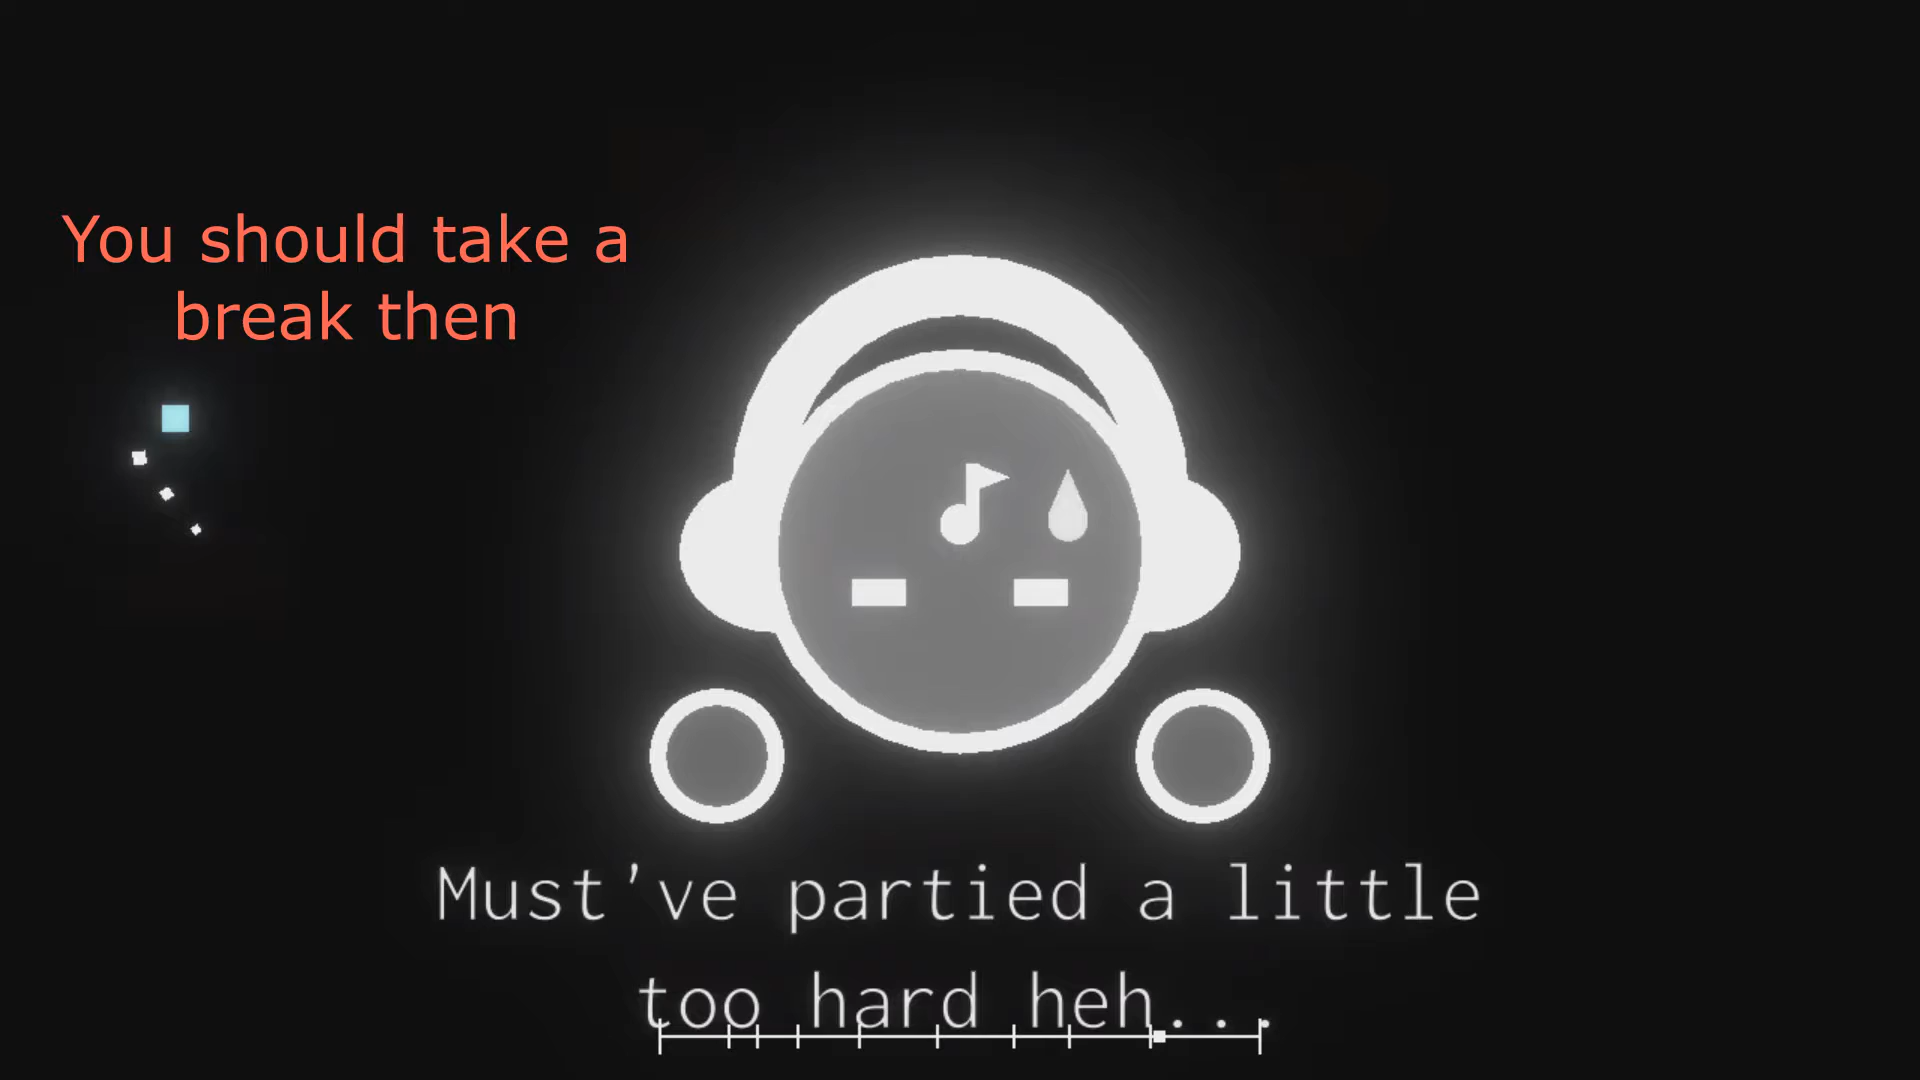 You should take a
break then
Must've partied a little
too hard heh...